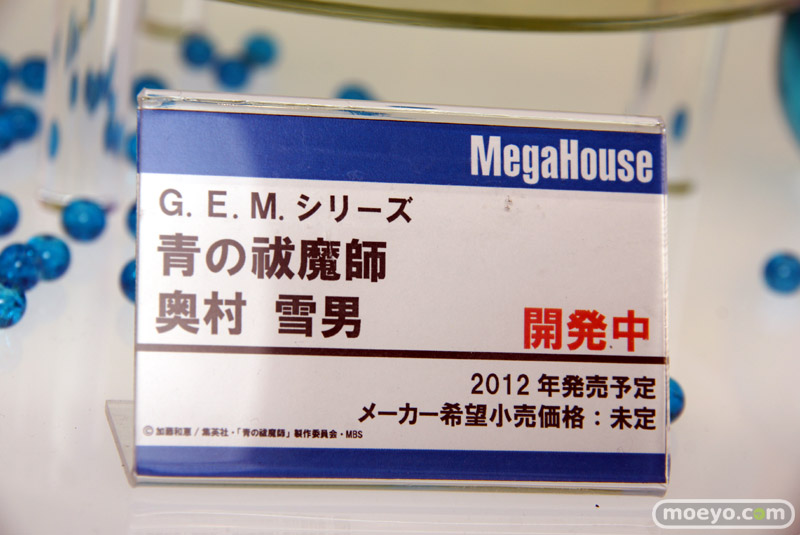 MegaHouse
G. E. M. シリーズ
青の祓魔師
奥村 雪男
開発中
2012年発売予定
メーカー希望小売価格:未定
©加藤和恵/集英社・「青の祓魔師」製作委員会・MBS
moeyo.com